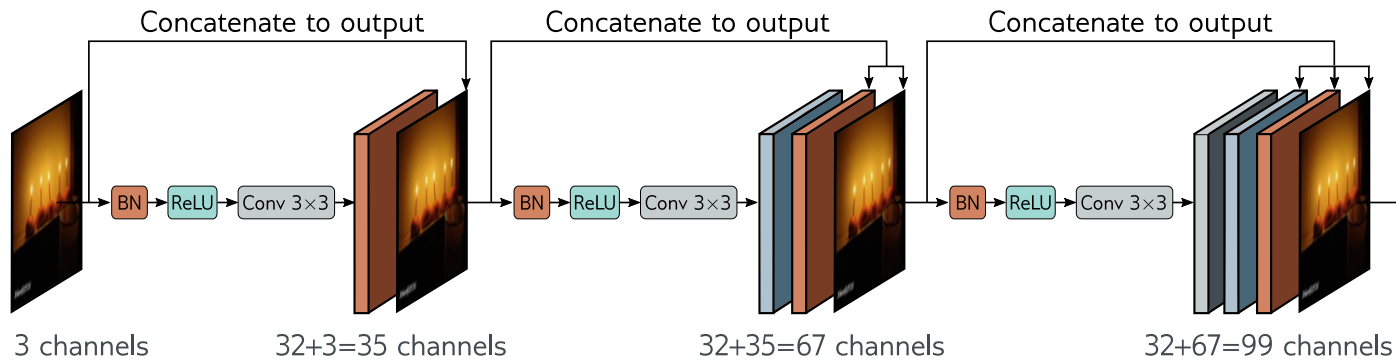 Concatenate to output
Concatenate to output
Concatenate to output
BN
ReLU
Conv 3×3
BN
ReLU
Conv 3×3
BN
ReLU
Conv 3×3
3 channels
32+3=35 channels
32+35=67 channels
32+67=99 channels